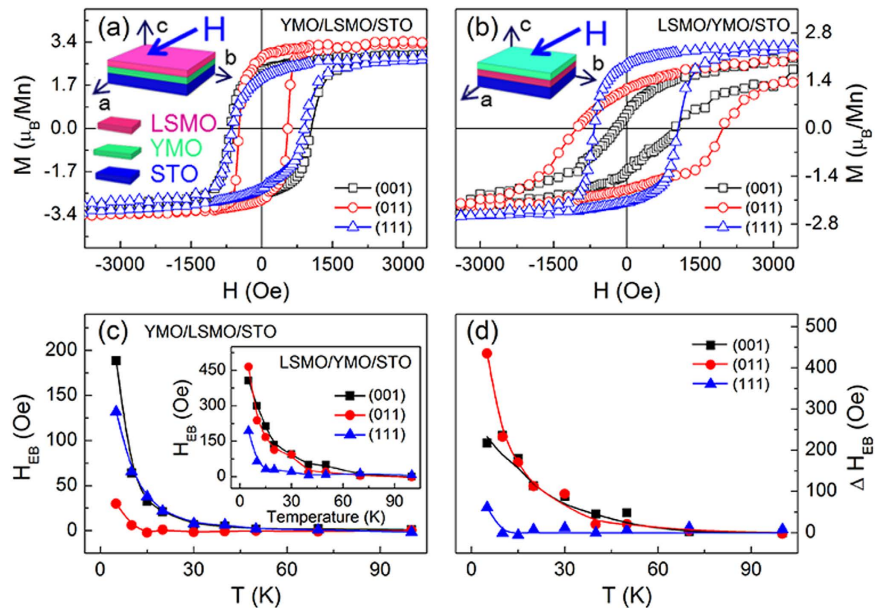 (a)
YMO/LSMO/STO
c
H
b
a
LSMO
YMO
STO
3.4
1.7
0.0
-1.7
-3.4
M (μB/Mn)
(001)
(011)
(111)
-3000 -1500 0 1500 3000
H (Oe)
(b)
LSMO/YMO/STO
c
H
b
a
2.8
1.4
0.0
-1.4
-2.8
M (μB/Mn)
(001)
(011)
(111)
-3000 -1500 0 1500 3000
H (Oe)
(c)
YMO/LSMO/STO
200
150
100
50
0
HEB (Oe)
LSMO/YMO/STO
450
300
150
0
HEB (Oe)
(001)
(011)
(111)
0 30 60 90
Temperature (K)
0 30 60 90
T (K)
(d)
(001)
(011)
(111)
500
400
300
200
100
0
Δ HEB (Oe)
0 30 60 90
T (K)